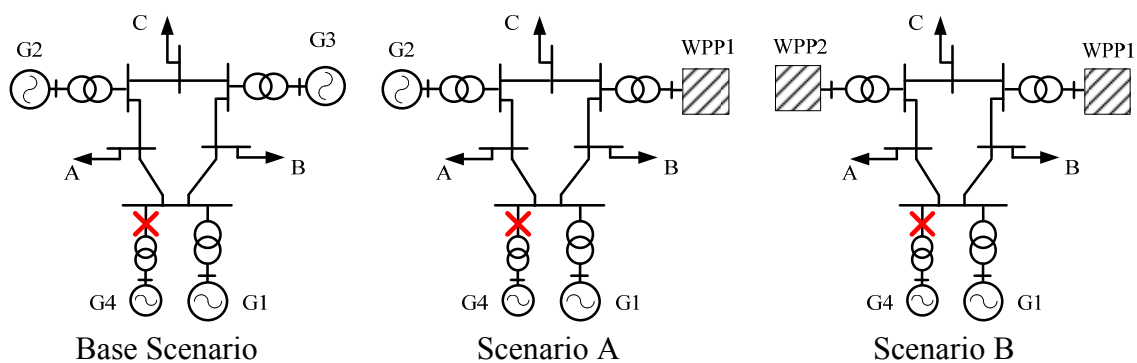 C
G2
G3
A
B
G4
G1
Base Scenario
C
G2
WPP1
A
B
G4
G1
Scenario A
C
WPP2
WPP1
A
B
G4
G1
Scenario B